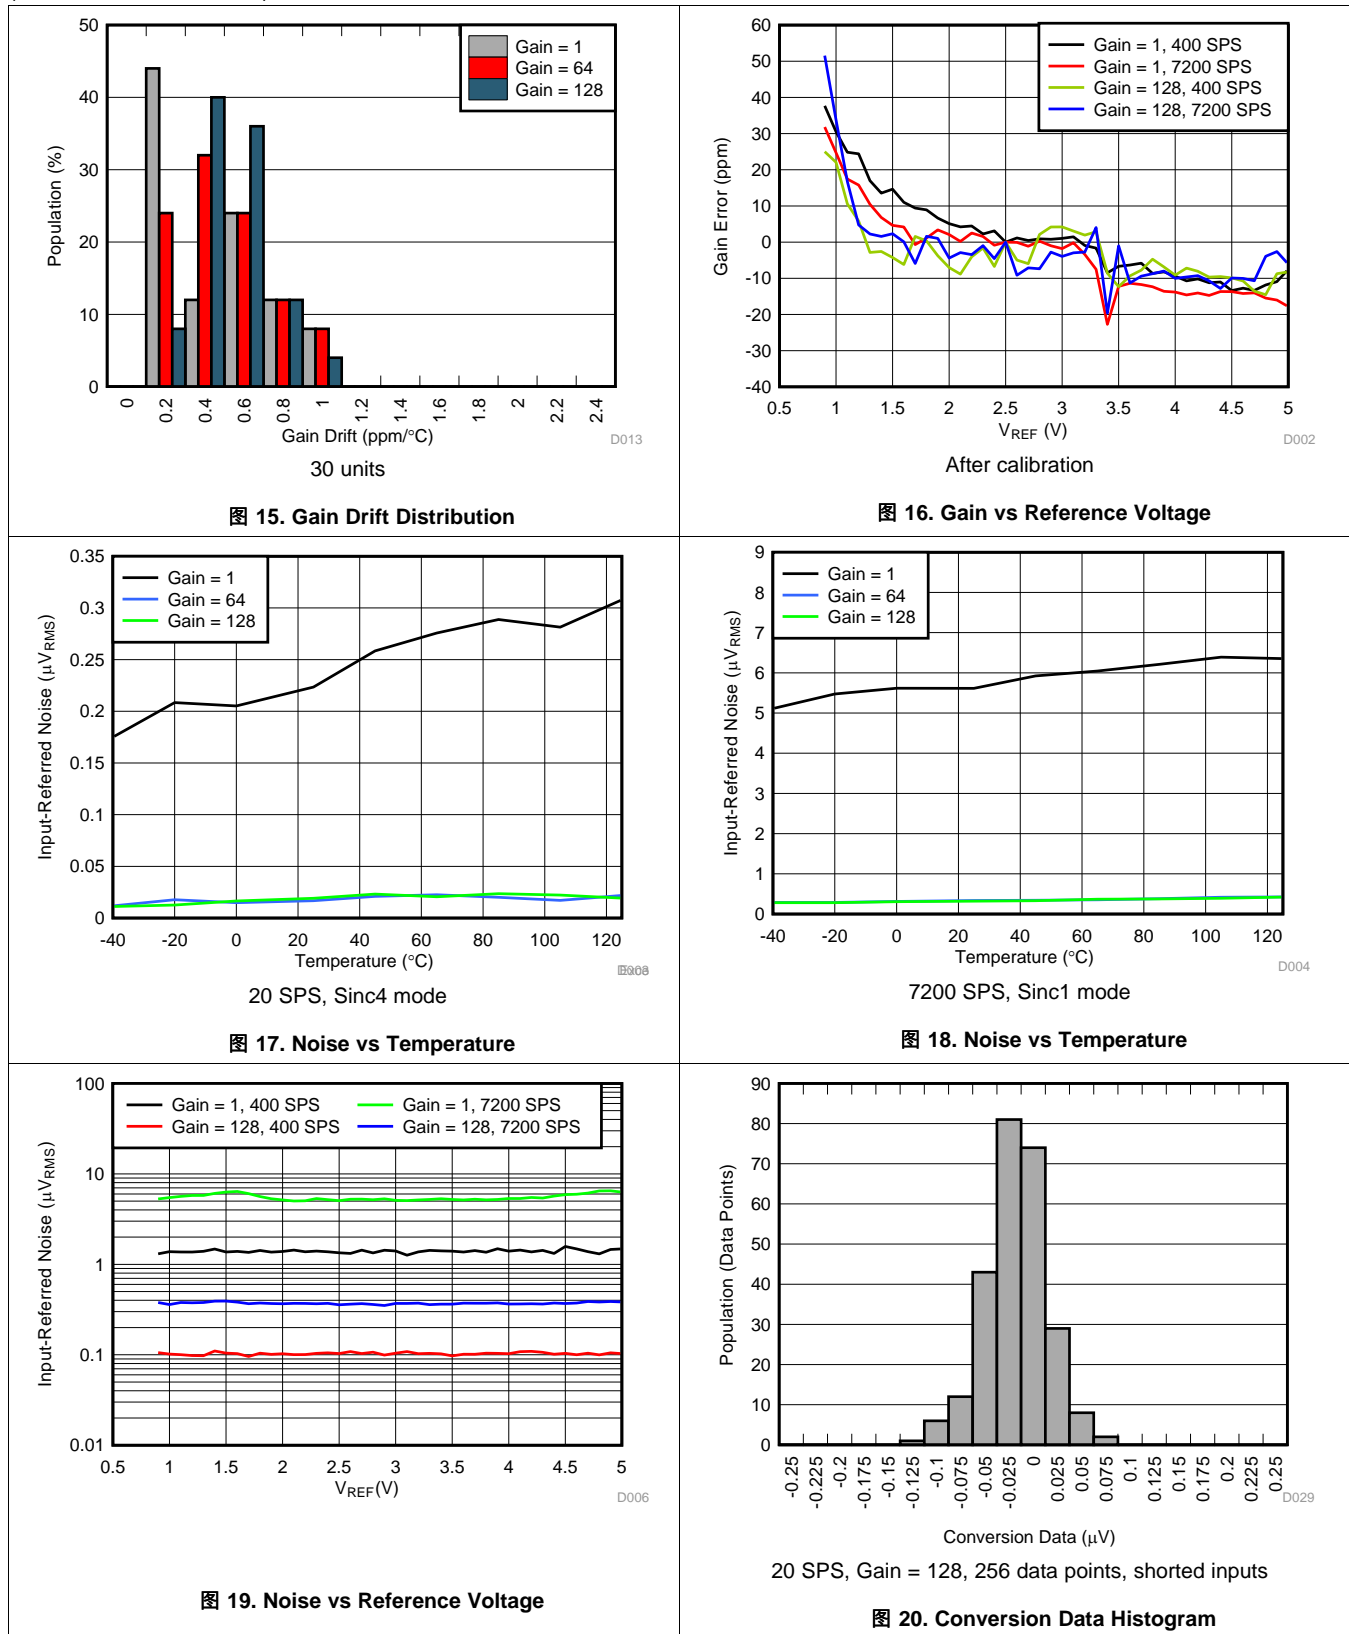 50
40
30
20
10
0
Population (%)
Gain = 1
Gain = 64
Gain = 128
0
0.2
0.4
0.6
0.8
1
1.2
1.4
1.6
1.8
2
2.2
2.4
Gain Drift (ppm/°C)
D013
30 units
图 15. Gain Drift Distribution
60
50
40
30
20
10
0
-10
-20
-30
-40
Gain Error (ppm)
Gain = 1, 400 SPS
Gain = 1, 7200 SPS
Gain = 128, 400 SPS
Gain = 128, 7200 SPS
0.5 1 1.5 2 2.5 3 3.5 4 4.5 5
VREF (V)
D002
After calibration
图 16. Gain vs Reference Voltage
0.35
0.3
0.25
0.2
0.15
0.1
0.05
0
Input-Referred Noise (μVRMS)
Gain = 1
Gain = 64
Gain = 128
-40 -20 0 20 40 60 80 100 120
Temperature (°C)
20 SPS, Sinc4 mode
图 17. Noise vs Temperature
9
8
7
6
5
4
3
2
1
0
Input-Referred Noise (μVRMS)
Gain = 1
Gain = 64
Gain = 128
-40 -20 0 20 40 60 80 100 120
Temperature (°C)
D004
7200 SPS, Sinc1 mode
图 18. Noise vs Temperature
100
10
1
0.1
0.01
Input-Referred Noise (μVRMS)
Gain = 1, 400 SPS
Gain = 128, 400 SPS
Gain = 1, 7200 SPS
Gain = 128, 7200 SPS
0.5 1 1.5 2 2.5 3 3.5 4 4.5 5
VREF(V)
D006
图 19. Noise vs Reference Voltage
90
80
70
60
50
40
30
20
10
0
Population (Data Points)
-0.25
-0.225
-0.2
-0.175
-0.15
-0.125
-0.1
-0.075
-0.05
-0.025
0
0.025
0.05
0.075
0.1
0.125
0.15
0.175
0.2
0.225
0.25
D029
Conversion Data (μV)
20 SPS, Gain = 128, 256 data points, shorted inputs
图 20. Conversion Data Histogram